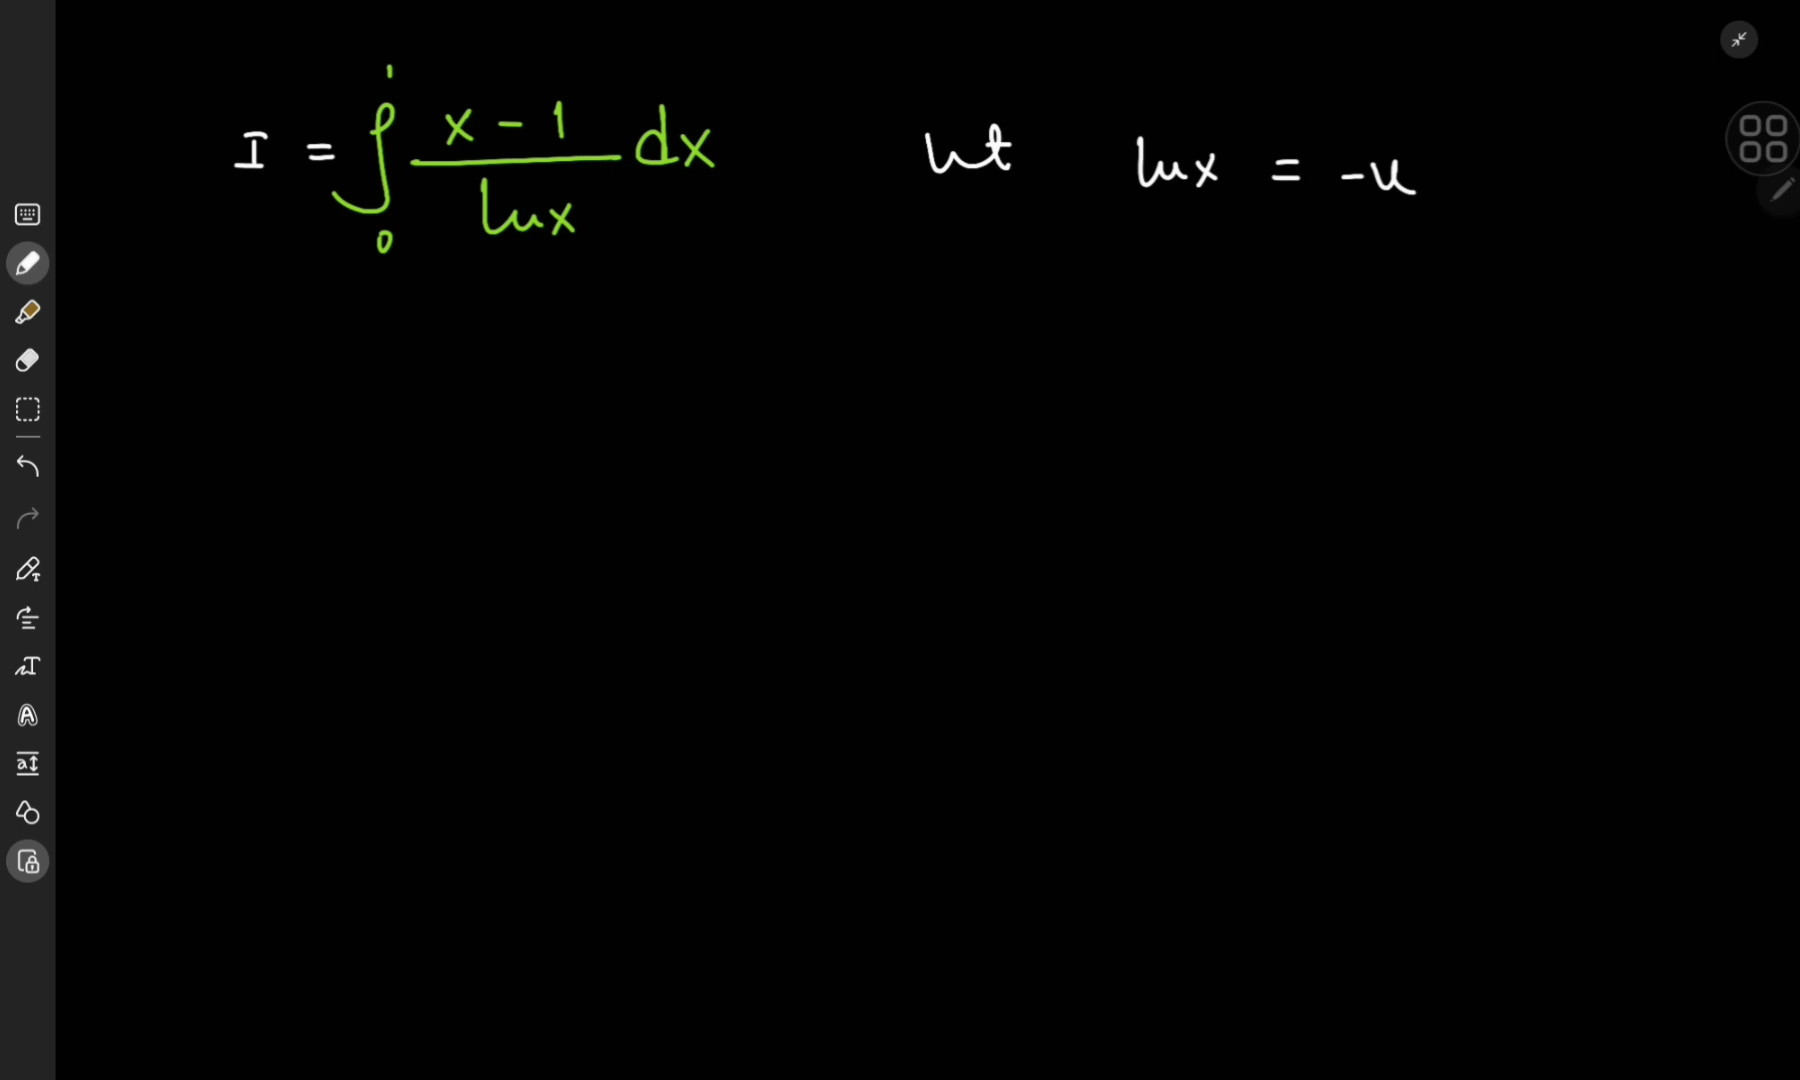 I = ∫₀¹ (x - 1)/(ln x) dx let ln x = -u